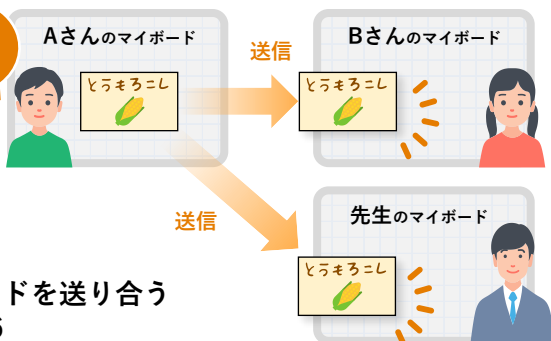 Aさんのマイボード
とうもろこし
送信
Bさんのマイボード
とうもろこし
送信
先生のマイボード
とうもろこし
ドを送り合う